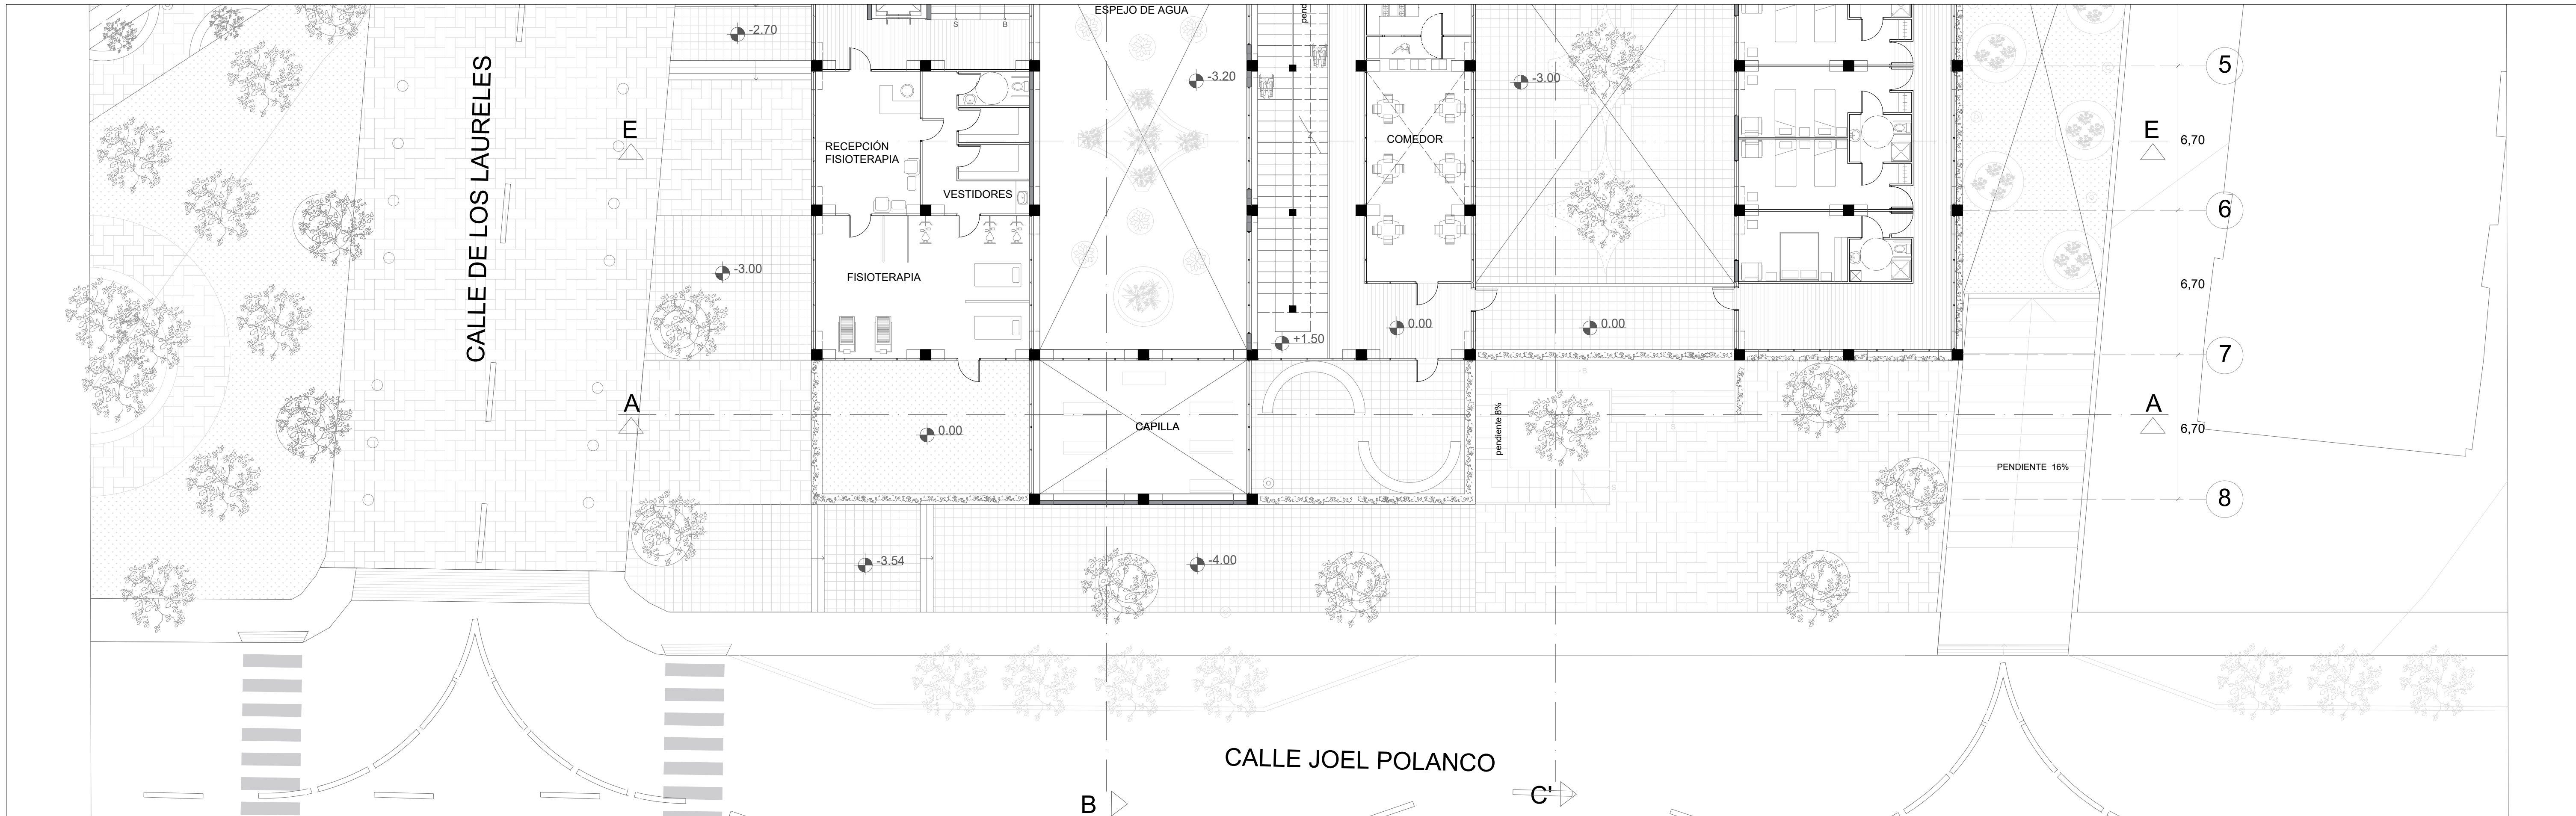 ESPEJO DE AGUA
S
B
pend
-2.70
-3.20
-3.00
5
CALLE DE LOS LAURELES
E
RECEPCIÓN
FISIOTERAPIA
COMEDOR
E
6,70
VESTIDORES
6
-3.00
FISIOTERAPIA
6,70
0.00
0.00
+1.50
7
A
0.00
CAPILLA
pendiente 8%
A
6,70
PENDIENTE 16%
8
-3.54
-4.00
CALLE JOEL POLANCO
B
C'